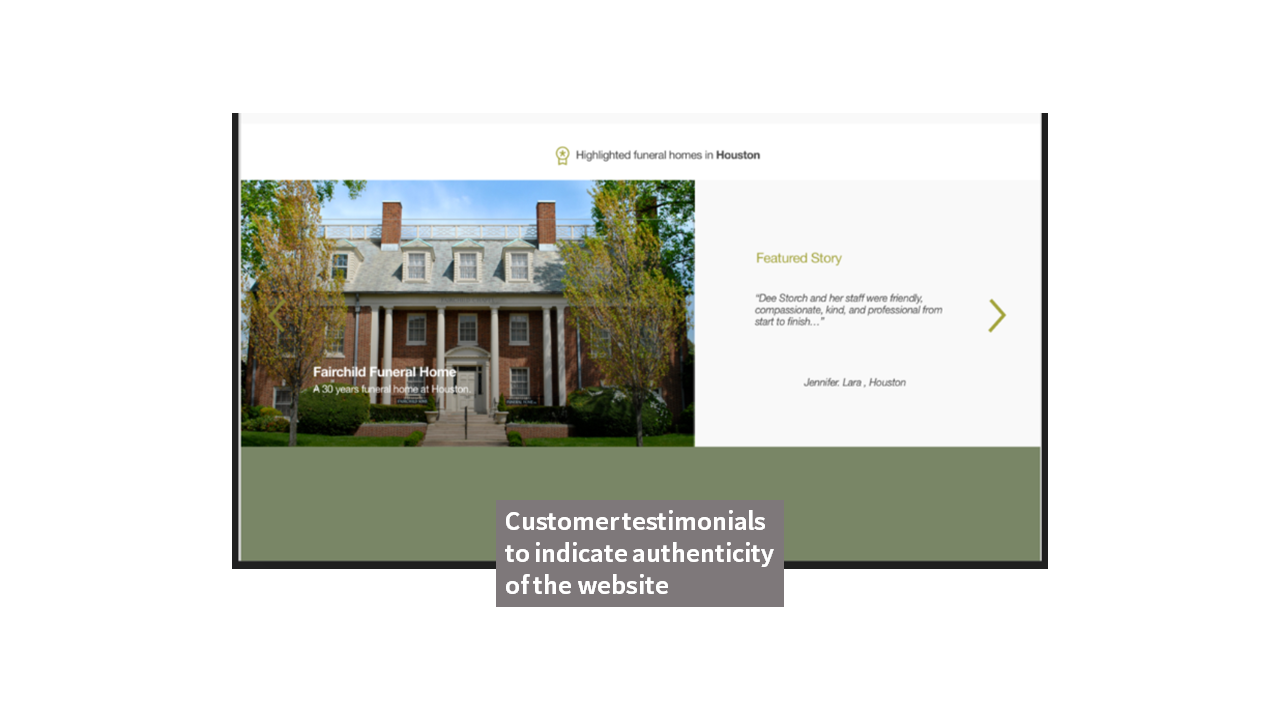 Highlighted funeral homes in Houston
Featured Story
“Dee Storch and her staff were friendly,
compassionate, kind, and professional from
start to finish…”
Fairchild Funeral Home
A 30 years funeral home at Houston.
Jennifer. Lara , Houston
Customer testimonials
to indicate authenticity
of the website